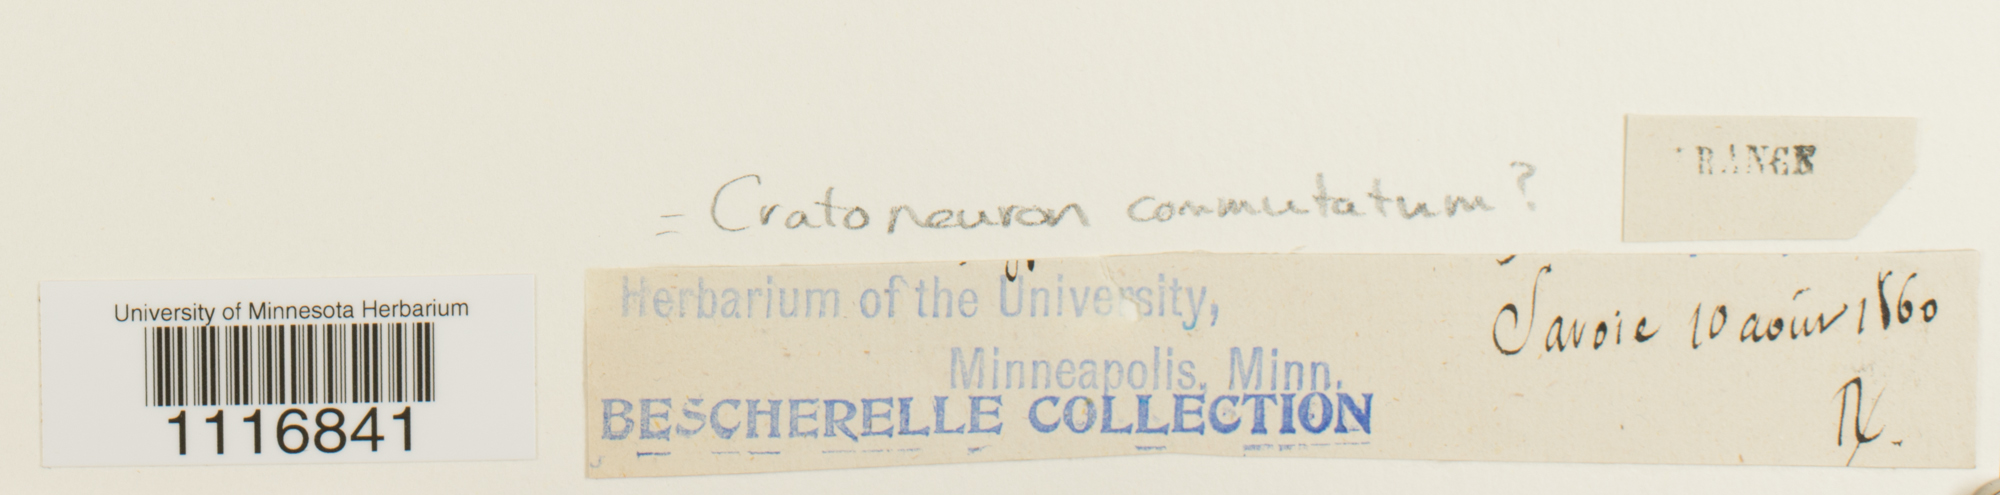 RANCE
= Cratoneuron commutatum?
University of Minnesota Herbarium
1116841
Herbarium of the University,
Minneapolis, Minn.
BESCHERELLE COLLECTION
Savoie 10 août 1860